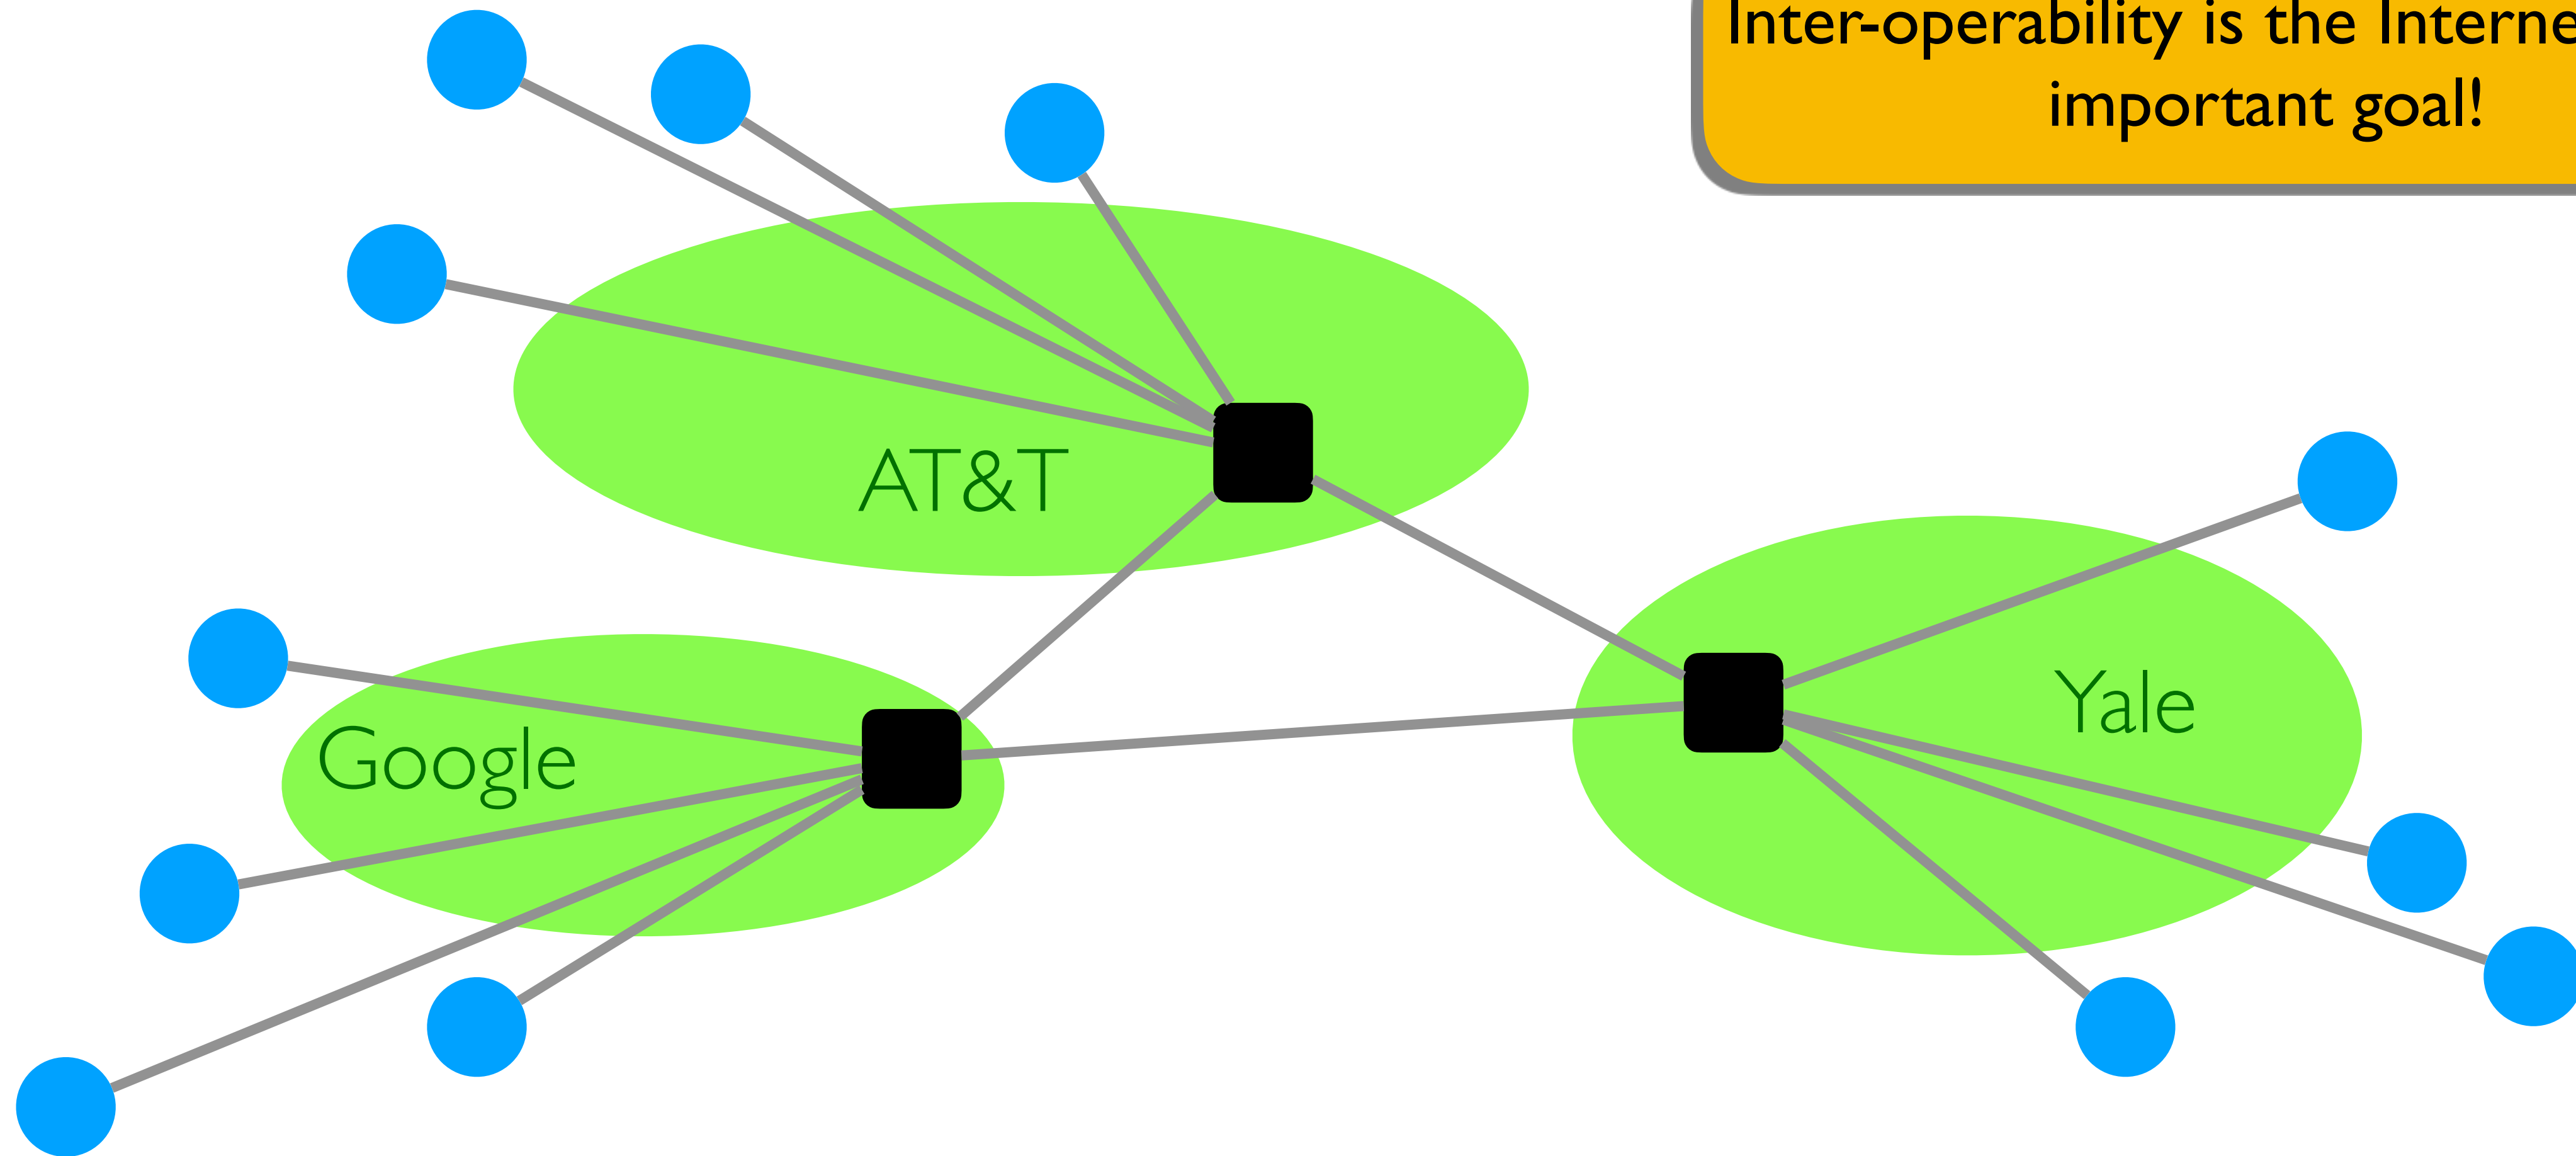 Inter-operability is the Interne
important goal!
AT&T
Yale
Google